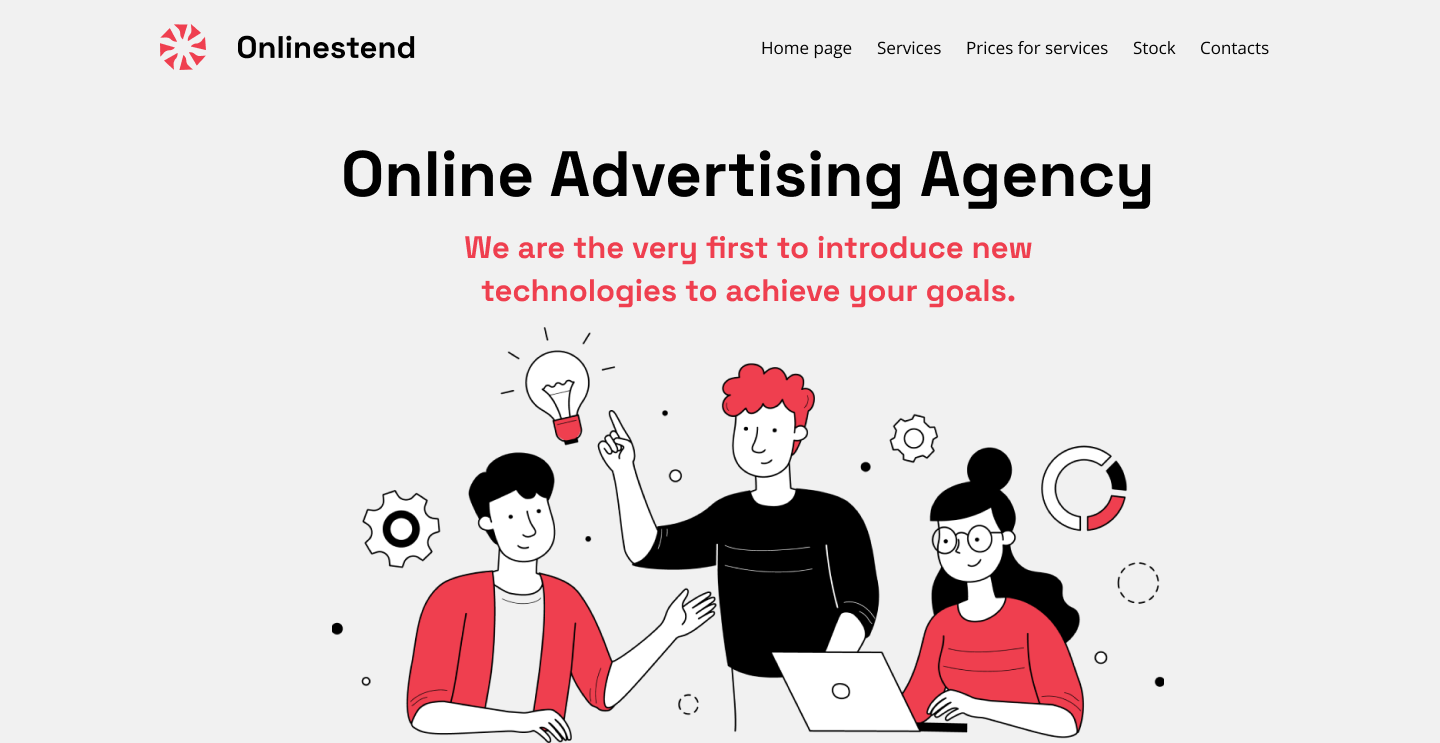 Onlinestend
Home page Services Prices for services Stock Contacts
Online Advertising Agency
We are the very first to introduce new
technologies to achieve your goals.